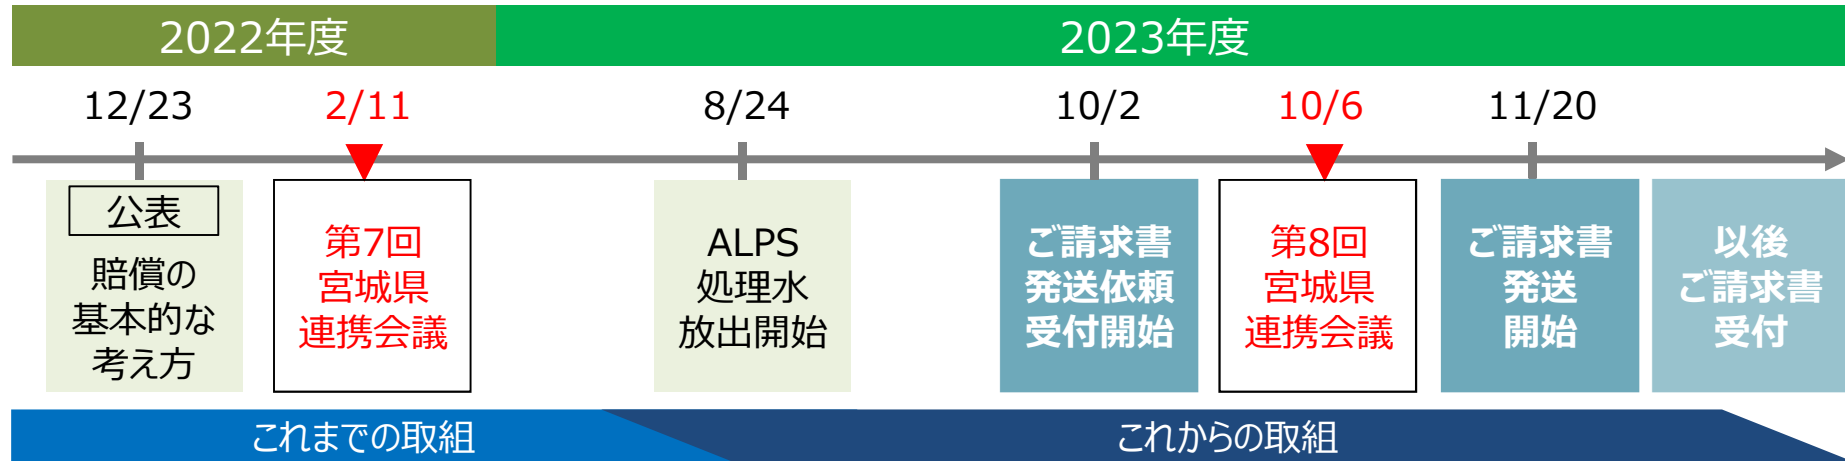 2022年度
2023年度
12/23
2/11
8/24
10/2
10/6
11/20
公表
賠償の
基本的な
考え方
第7回
宮城県
連携会議
ALPS
処理水
放出開始
ご請求書
発送依頼
受付開始
第8回
宮城県
連携会議
ご請求書
発送
開始
以後
ご請求書
受付
これまでの取組
これからの取組